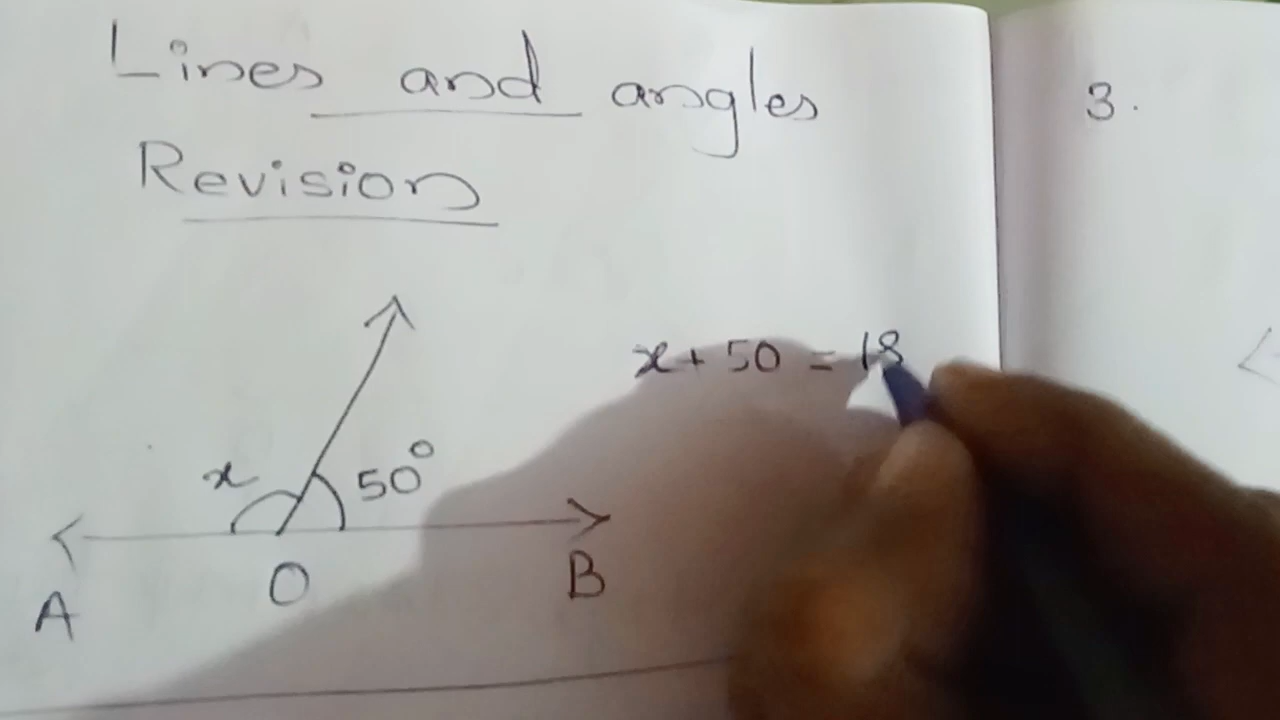 Lines and angles
Revision
3.
x + 50 = 18
x 50°
O
A B